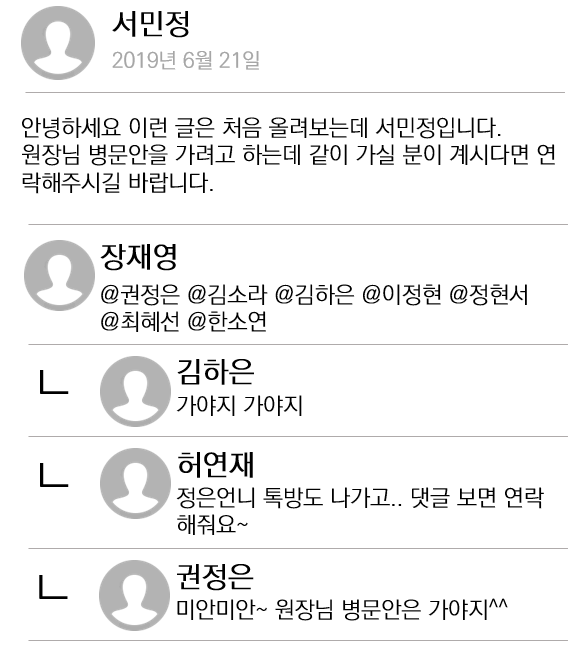 서민정
2019년 6월 21일
안녕하세요 이런 글은 처음 올려보는데 서민정입니다.
원장님 병문안을 가려고 하는데 같이 가실 분이 계시다면 연
락해주시길 바랍니다.
장재영
@권정은 @김소라 @김하은 @이정현 @정현서
@최혜선 @한소연
ㄴ 김하은
가야지 가야지
ㄴ 허연재
정은언니 톡방도 나가고.. 댓글 보면 연락
해줘요~
ㄴ 권정은
미안미안~ 원장님 병문안은 가야지^^